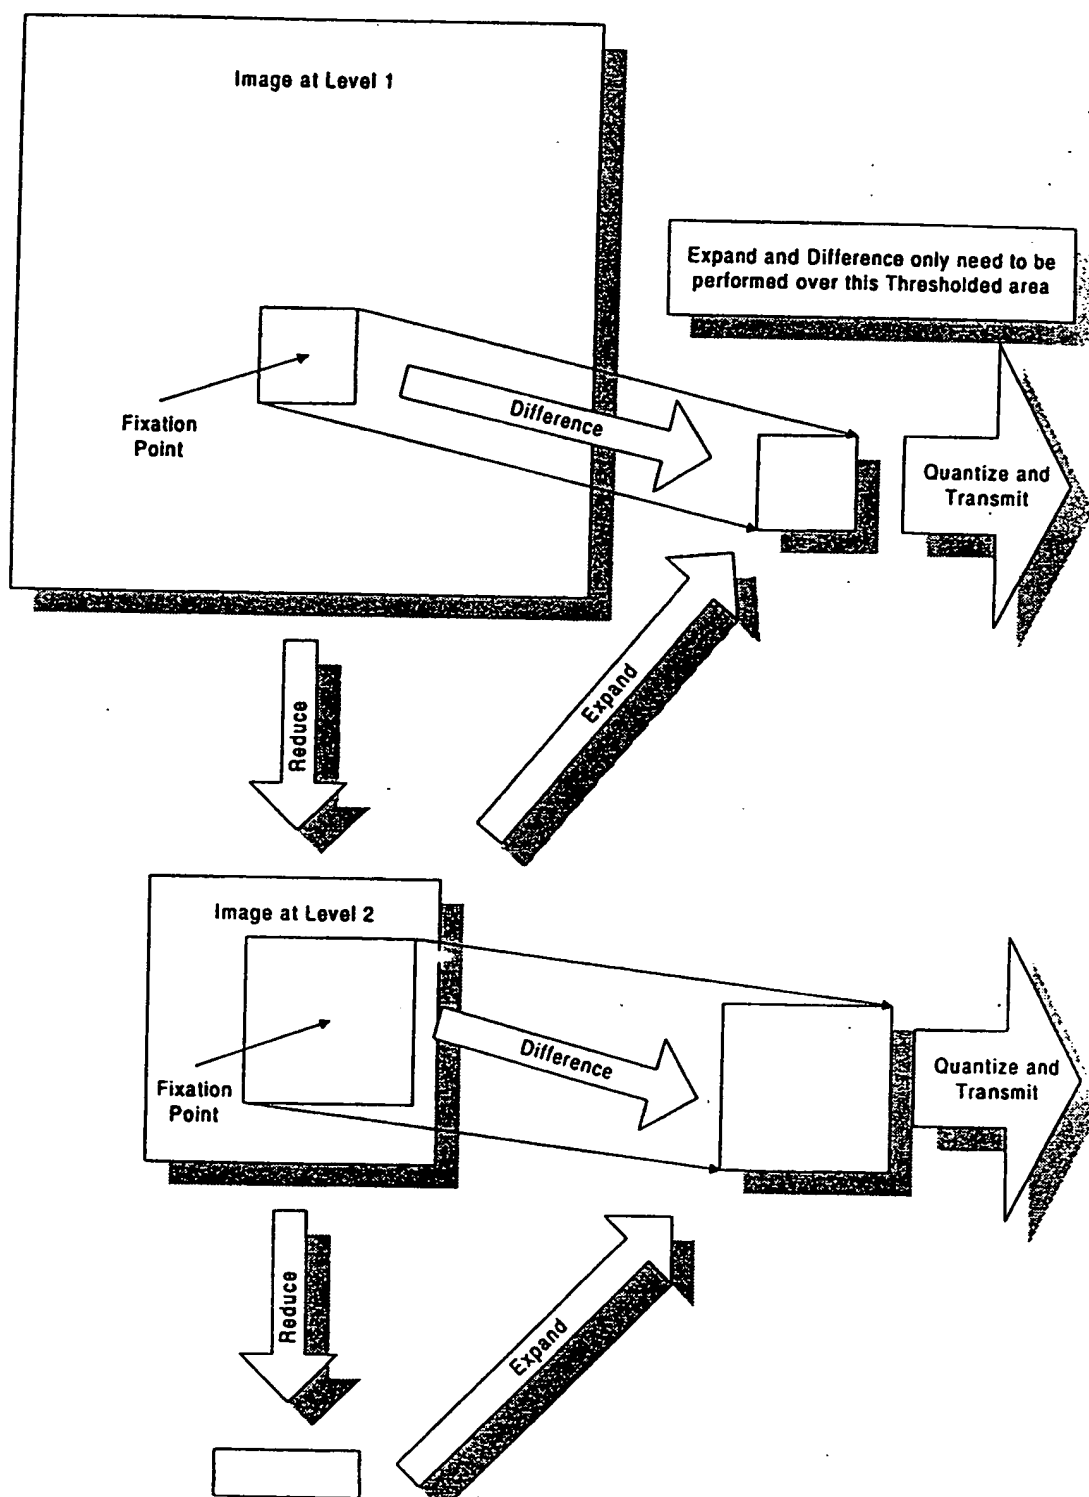 Image at Level 1
Expand and Difference only need to be
performed over this Thresholded area
Fixation
Point
Difference
Quantize and
Transmit
Expand
Reduce
Image at Level 2
Fixation
Point
Difference
Quantize and
Transmit
Reduce
Expand